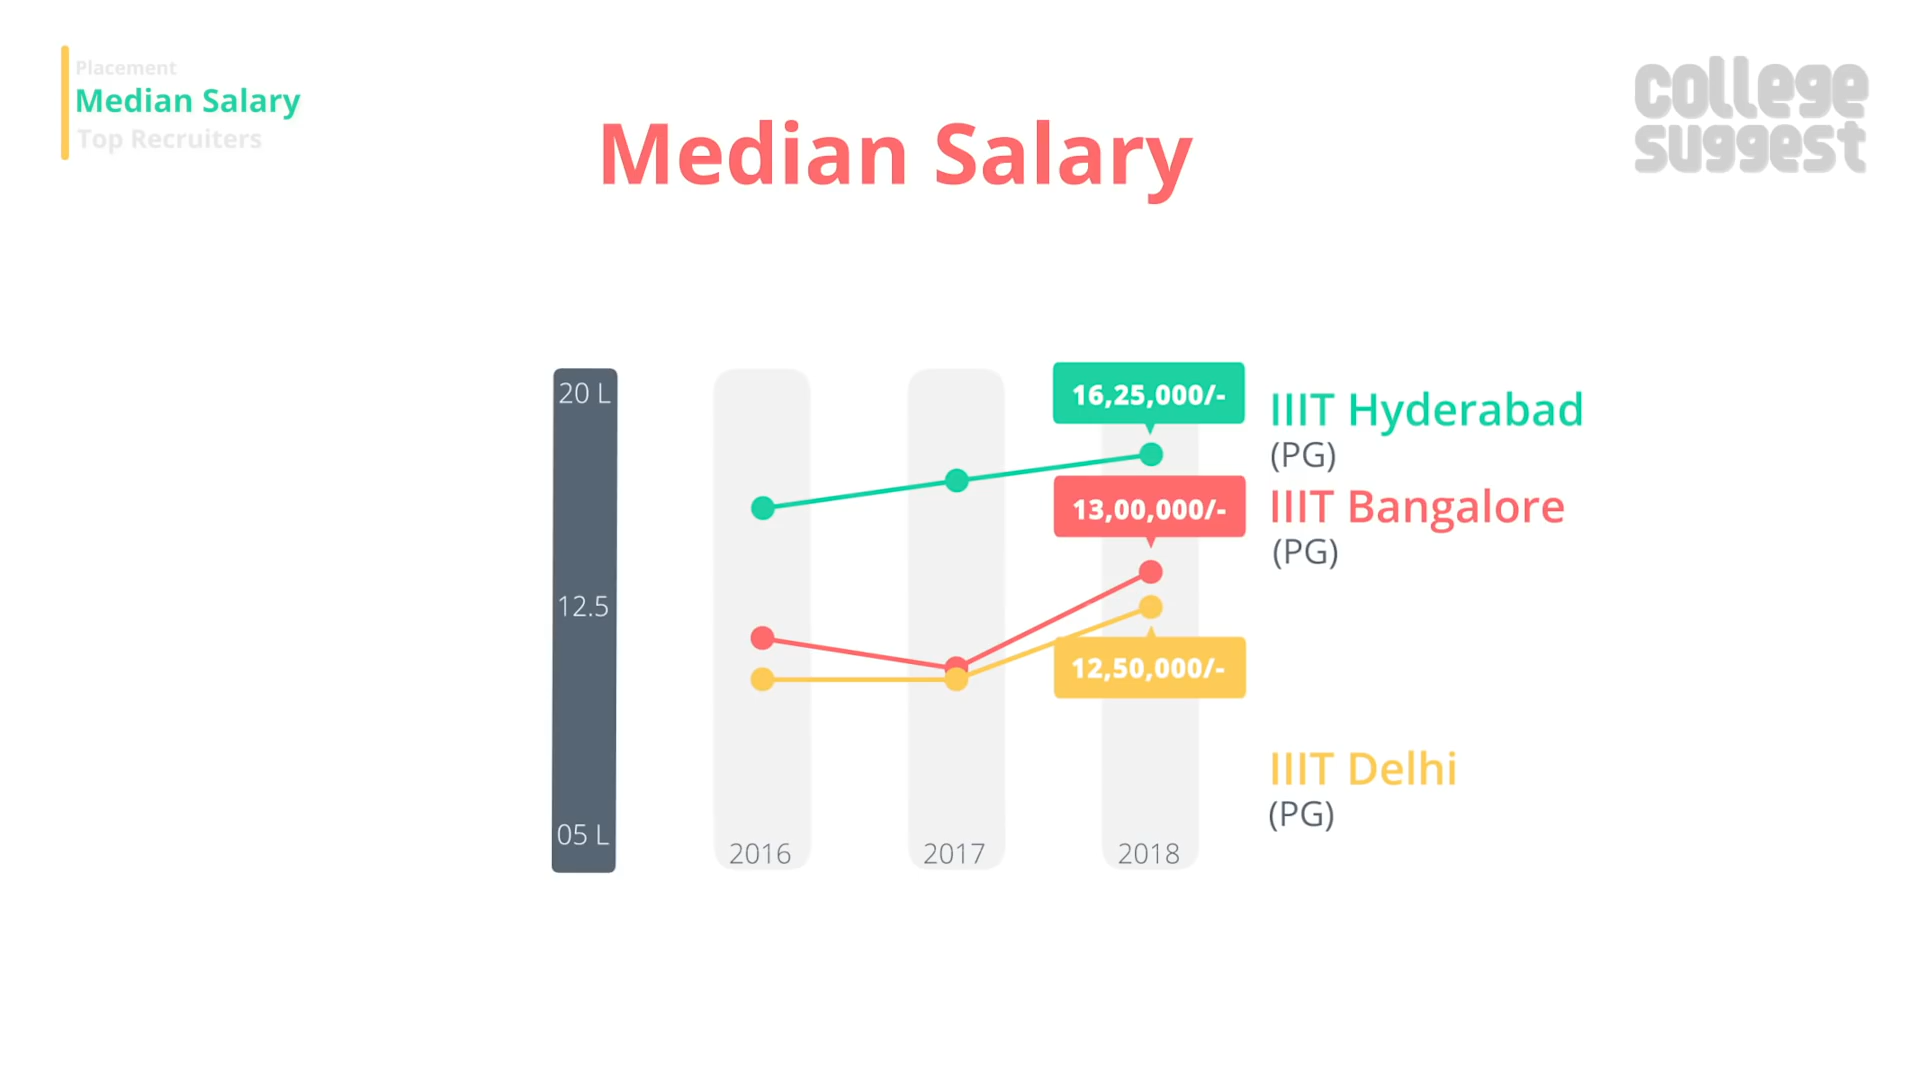 Placement
Median Salary
Top Recruiters
college
suggest
Median Salary
20 L
12.5
05 L
2016
2017
2018
16,25,000/-
13,00,000/-
12,50,000/-
IIIT Hyderabad
(PG)
IIIT Bangalore
(PG)
IIIT Delhi
(PG)